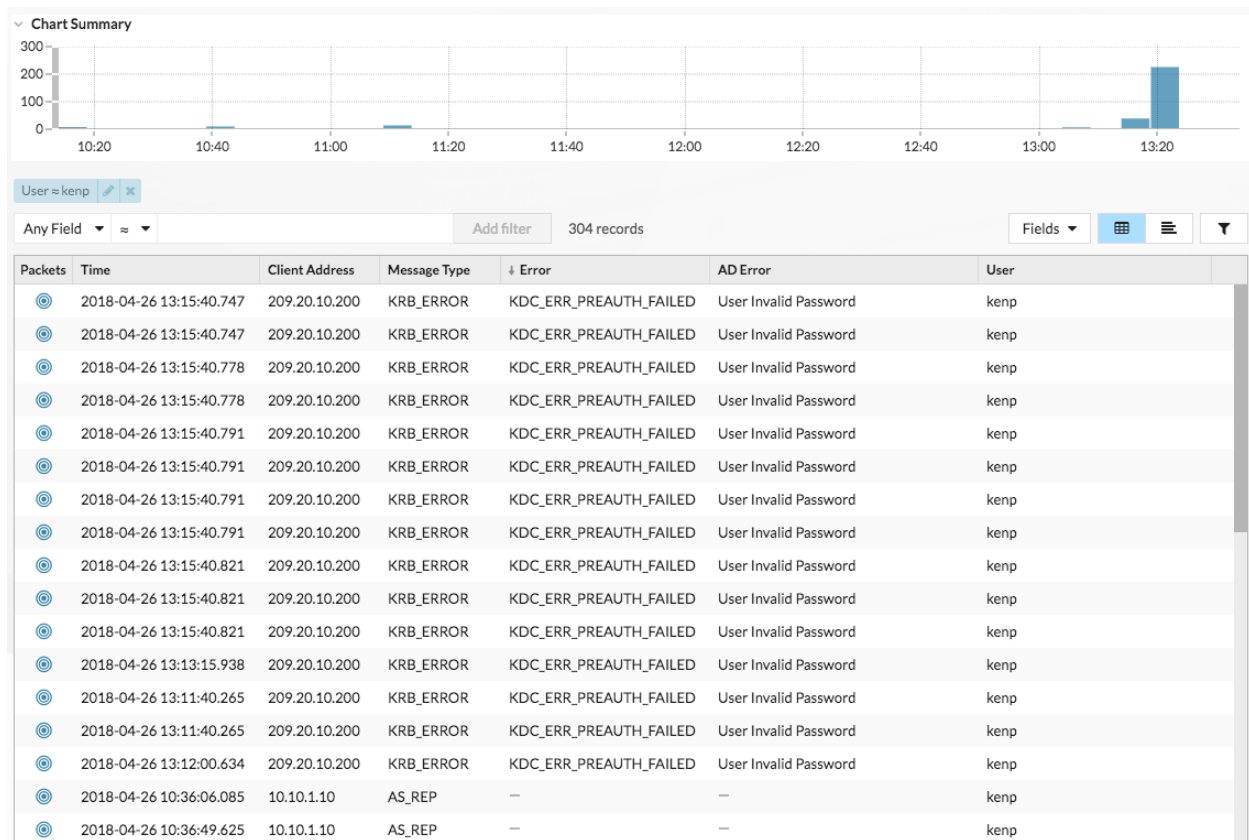 Chart Summary
300
200
100
0
10:20 10:40 11:00 11:20 11:40 12:00 12:20 12:40 13:00 13:20
User ≈ kenp
Any Field ≈ Add filter 304 records Fields
Packets Time Client Address Message Type ↓ Error AD Error User
2018-04-26 13:15:40.747 209.20.10.200 KRB_ERROR KDC_ERR_PREAUTH_FAILED User Invalid Password kenp
2018-04-26 13:15:40.747 209.20.10.200 KRB_ERROR KDC_ERR_PREAUTH_FAILED User Invalid Password kenp
2018-04-26 13:15:40.778 209.20.10.200 KRB_ERROR KDC_ERR_PREAUTH_FAILED User Invalid Password kenp
2018-04-26 13:15:40.778 209.20.10.200 KRB_ERROR KDC_ERR_PREAUTH_FAILED User Invalid Password kenp
2018-04-26 13:15:40.791 209.20.10.200 KRB_ERROR KDC_ERR_PREAUTH_FAILED User Invalid Password kenp
2018-04-26 13:15:40.791 209.20.10.200 KRB_ERROR KDC_ERR_PREAUTH_FAILED User Invalid Password kenp
2018-04-26 13:15:40.791 209.20.10.200 KRB_ERROR KDC_ERR_PREAUTH_FAILED User Invalid Password kenp
2018-04-26 13:15:40.791 209.20.10.200 KRB_ERROR KDC_ERR_PREAUTH_FAILED User Invalid Password kenp
2018-04-26 13:15:40.821 209.20.10.200 KRB_ERROR KDC_ERR_PREAUTH_FAILED User Invalid Password kenp
2018-04-26 13:15:40.821 209.20.10.200 KRB_ERROR KDC_ERR_PREAUTH_FAILED User Invalid Password kenp
2018-04-26 13:15:40.821 209.20.10.200 KRB_ERROR KDC_ERR_PREAUTH_FAILED User Invalid Password kenp
2018-04-26 13:13:15.938 209.20.10.200 KRB_ERROR KDC_ERR_PREAUTH_FAILED User Invalid Password kenp
2018-04-26 13:11:40.265 209.20.10.200 KRB_ERROR KDC_ERR_PREAUTH_FAILED User Invalid Password kenp
2018-04-26 13:11:40.265 209.20.10.200 KRB_ERROR KDC_ERR_PREAUTH_FAILED User Invalid Password kenp
2018-04-26 13:12:00.634 209.20.10.200 KRB_ERROR KDC_ERR_PREAUTH_FAILED User Invalid Password kenp
2018-04-26 10:36:06.085 10.10.1.10 AS_REP — — kenp
2018-04-26 10:36:49.625 10.10.1.10 AS_REP — — kenp